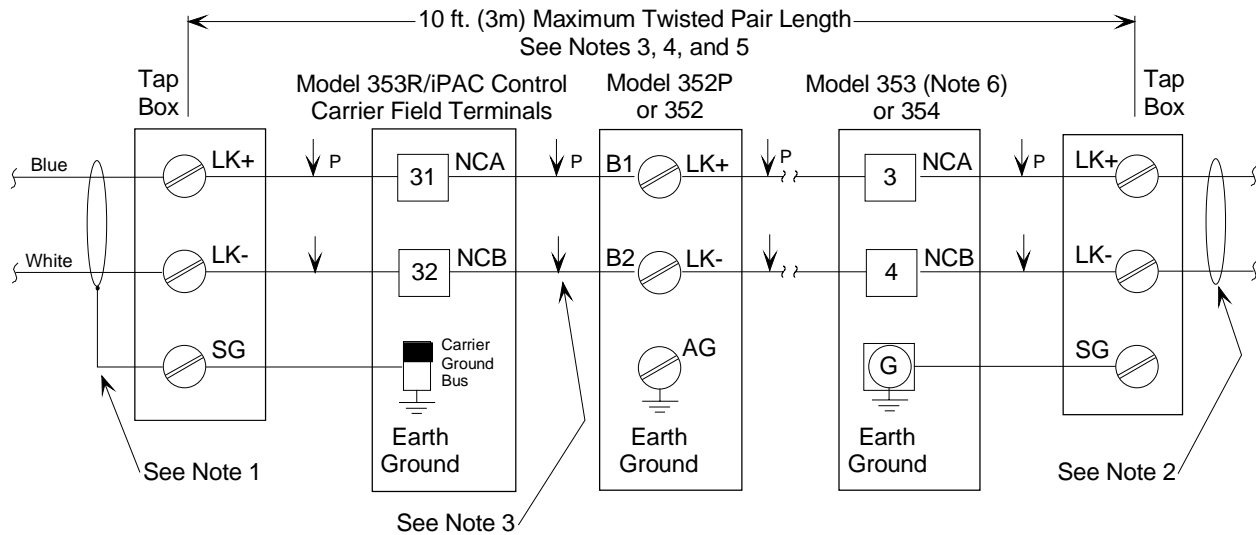 10 ft. (3m) Maximum Twisted Pair Length
See Notes 3, 4, and 5
Tap
Box
Model 353R/iPAC Control
Carrier Field Terminals
Model 352P
or 352
Model 353 (Note 6)
or 354
Tap
Box
Blue
LK+
P
31
NCA
P
B1
LK+
P
3
NCA
P
LK+
White
LK-
32
NCB
B2
LK-
4
NCB
LK-
SG
Carrier
Ground
Bus
AG
G
SG
Earth
Ground
Earth
Ground
Earth
Ground
See Note 1
See Note 2
See Note 3